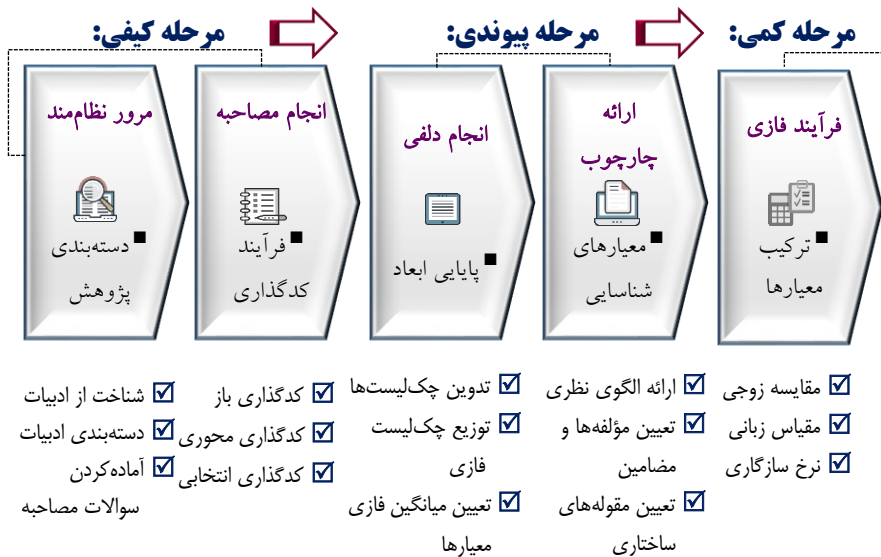 مرحله کیفی:
مرحله پیوندی:
مرحله کمی:
مرور نظام‌مند
دسته‌بندی
پژوهش
انجام مصاحبه
فرآیند
کدگذاری
انجام دلفی
پایایی ابعاد
ارائه
چارچوب
معیارهای
شناسایی
فرآیند فازی
ترکیب
معیارها
شناخت از ادبیات
دسته‌بندی ادبیات
آماده‌کردن
سوالات مصاحبه
کدگذاری باز
کدگذاری محوری
کدگذاری انتخابی
تدوین چک‌لیست‌ها
توزیع چک‌لیست
فازی
تعیین میانگین فازی
معیارها
ارائه الگوی نظری
تعیین مؤلفه‌ها و
مضامین
تعیین مقوله‌های
ساختاری
مقایسه زوجی
مقیاس زبانی
نرخ سازگاری